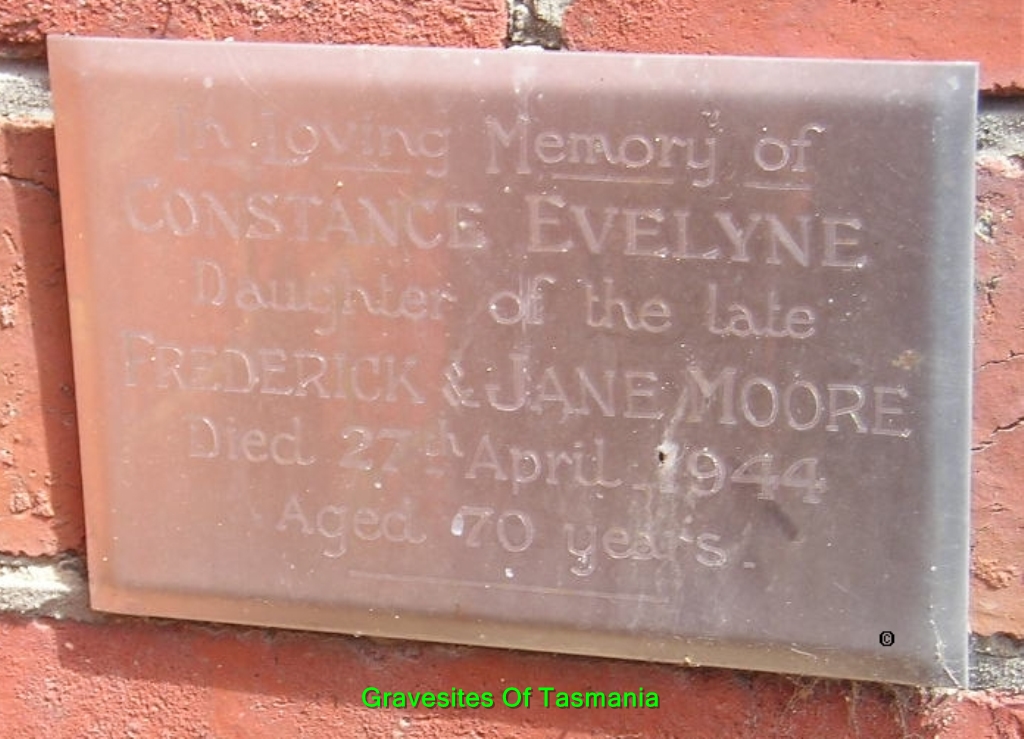 In Loving Memory of
CONSTANCE EVELYNE
Daughter of the late
FREDERICK & JANE MOORE
Died 27th April 1944
Aged 70 years.
©
Gravesites Of Tasmania